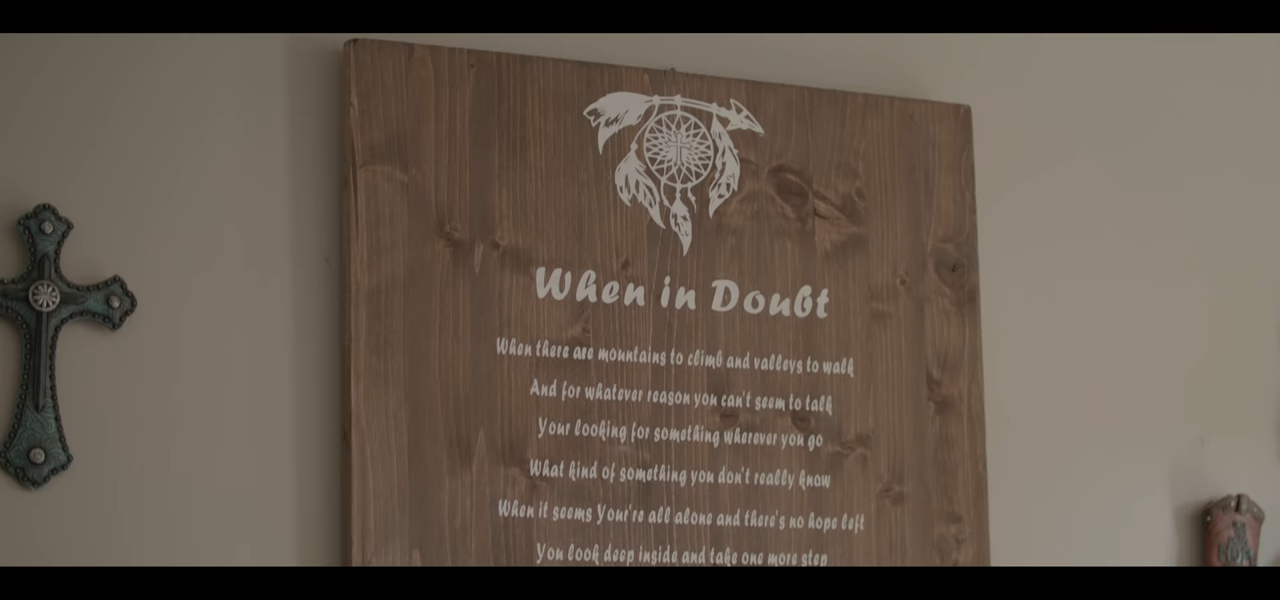 When in Doubt
When there are mountains to climb and valleys to walk
And for whatever reason you can't seem to talk
Your looking for something wherever you go
What kind of something you don't really know
When it seems Your're all alone and there's no hope left
You look deep inside and take one more step